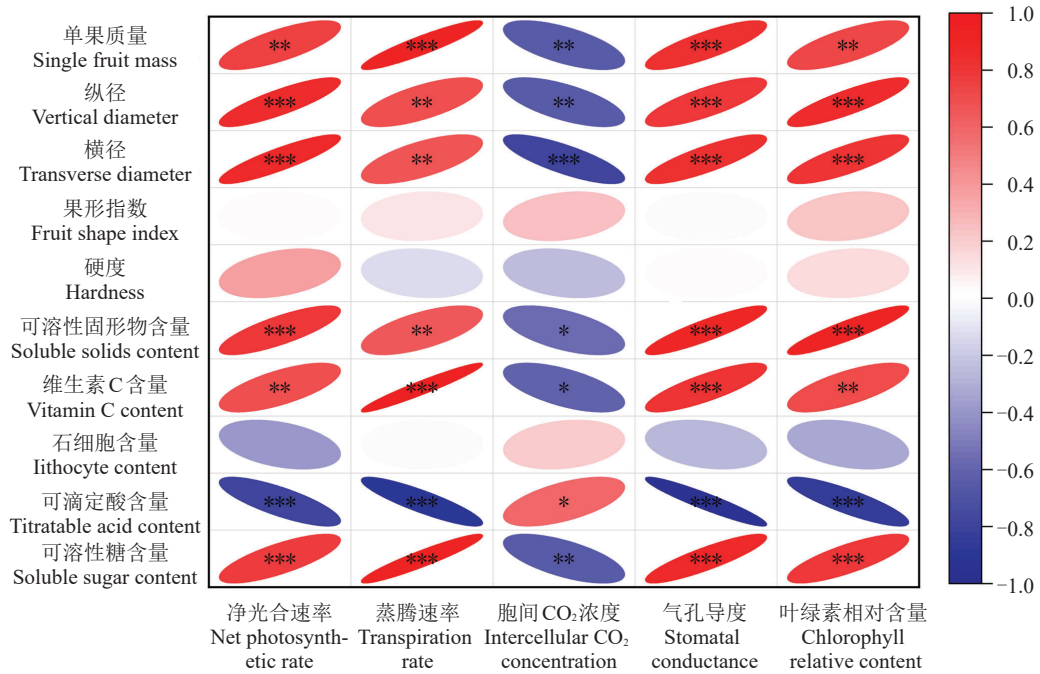 单果质量
Single fruit mass
** *** ** *** **
纵径
Vertical diameter
*** ** ** *** ***
横径
Transverse diameter
*** ** *** *** ***
果形指数
Fruit shape index
硬度
Hardness
可溶性固形物含量
Soluble solids content
*** ** * *** ***
维生素C含量
Vitamin C content
** *** * *** **
石细胞含量
Iithocyte content
可滴定酸含量
Titratable acid content
*** *** * *** ***
可溶性糖含量
Soluble sugar content
*** *** ** *** ***
净光合速率
Net photosynth-
etic rate
蒸腾速率
Transpiration
rate
胞间CO₂浓度
Intercellular CO₂
concentration
气孔导度
Stomatal
conductance
叶绿素相对含量
Chlorophyll
relative content
1.0
0.8
0.6
0.4
0.2
0.0
−0.2
−0.4
−0.6
−0.8
−1.0